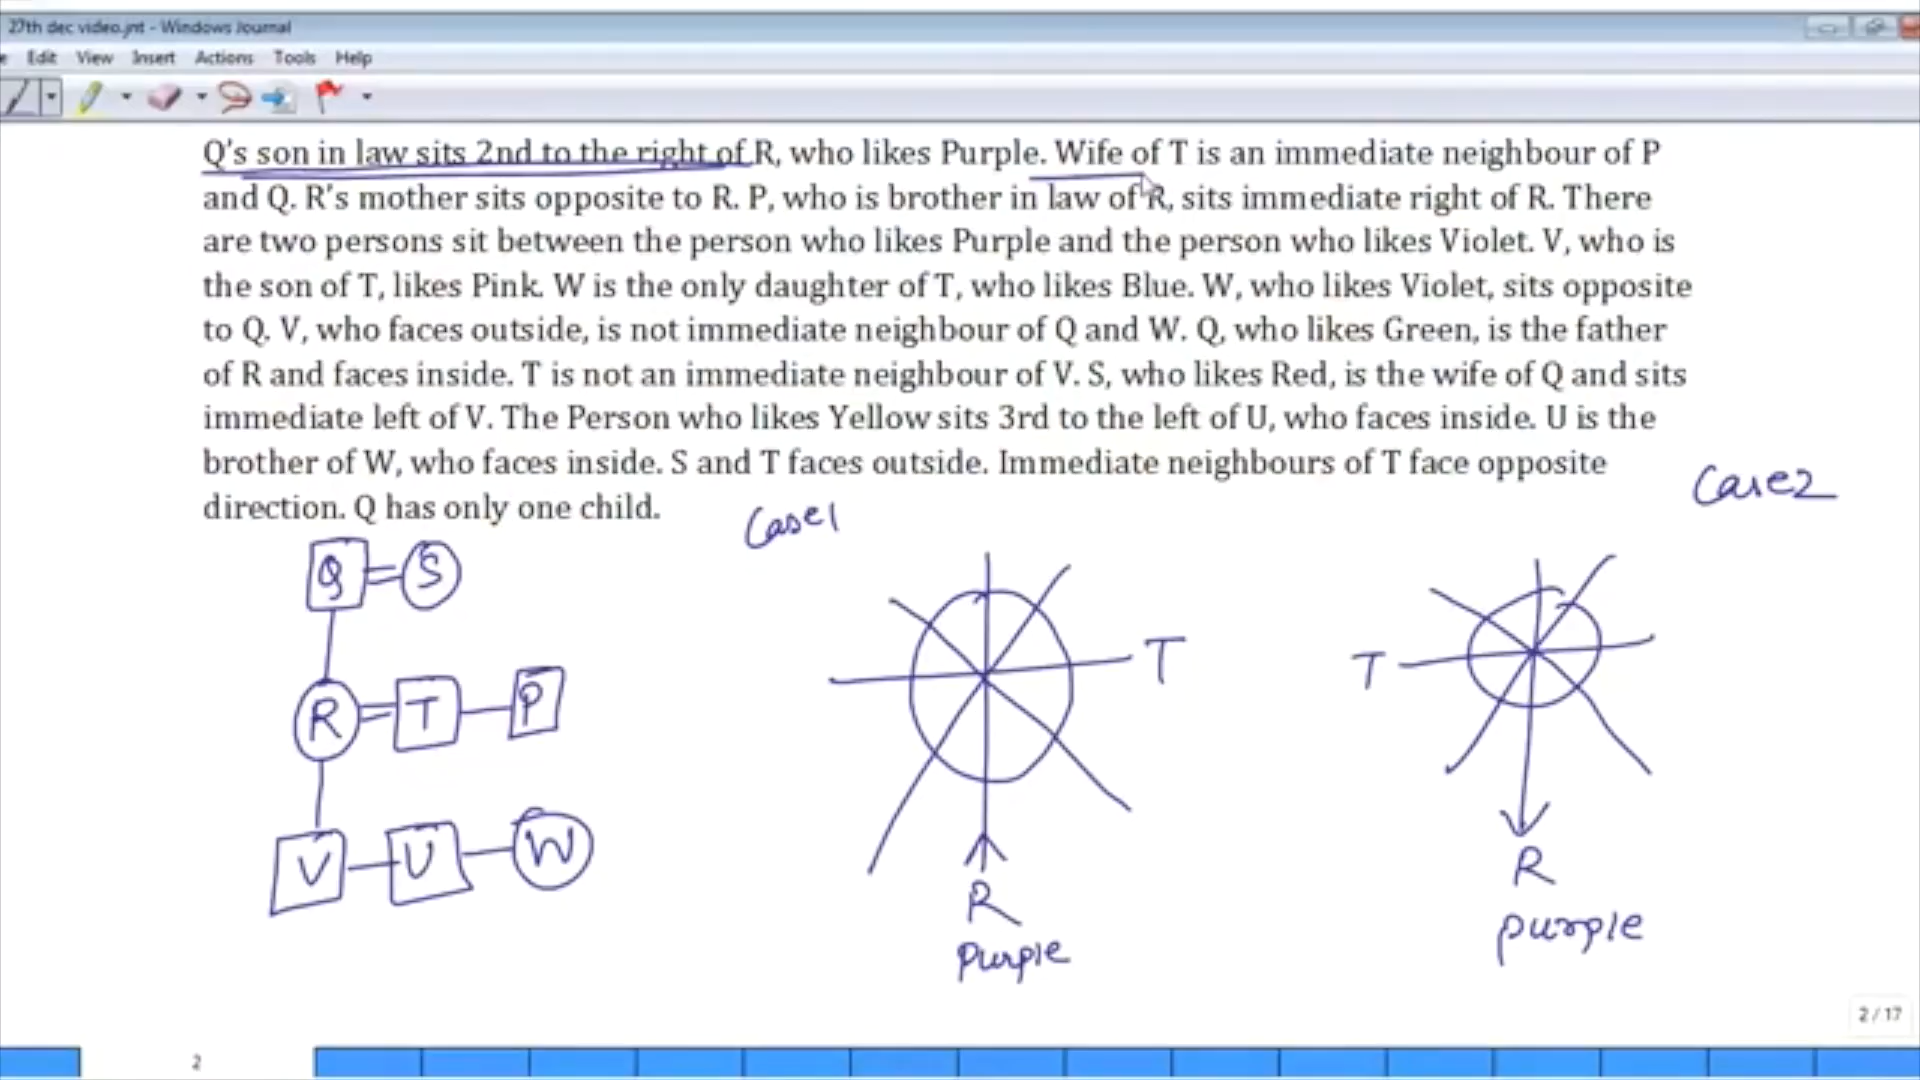 27th dec video.jnt - Windows Journal
Edit View Insert Actions Tools Help
Q's son in law sits 2nd to the right of R, who likes Purple. Wife of T is an immediate neighbour of P
and Q. R's mother sits opposite to R. P, who is brother in law of R, sits immediate right of R. There
are two persons sit between the person who likes Purple and the person who likes Violet. V, who is
the son of T, likes Pink. W is the only daughter of T, who likes Blue. W, who likes Violet, sits opposite
to Q. V, who faces outside, is not immediate neighbour of Q and W. Q, who likes Green, is the father
of R and faces inside. T is not an immediate neighbour of V. S, who likes Red, is the wife of Q and sits
immediate left of V. The Person who likes Yellow sits 3rd to the left of U, who faces inside. U is the
brother of W, who faces inside. S and T faces outside. Immediate neighbours of T face opposite
direction. Q has only one child.
Case1
Case2
Q S
R T P
V U W
T
R
purple
T
R
purple
2 / 17
2